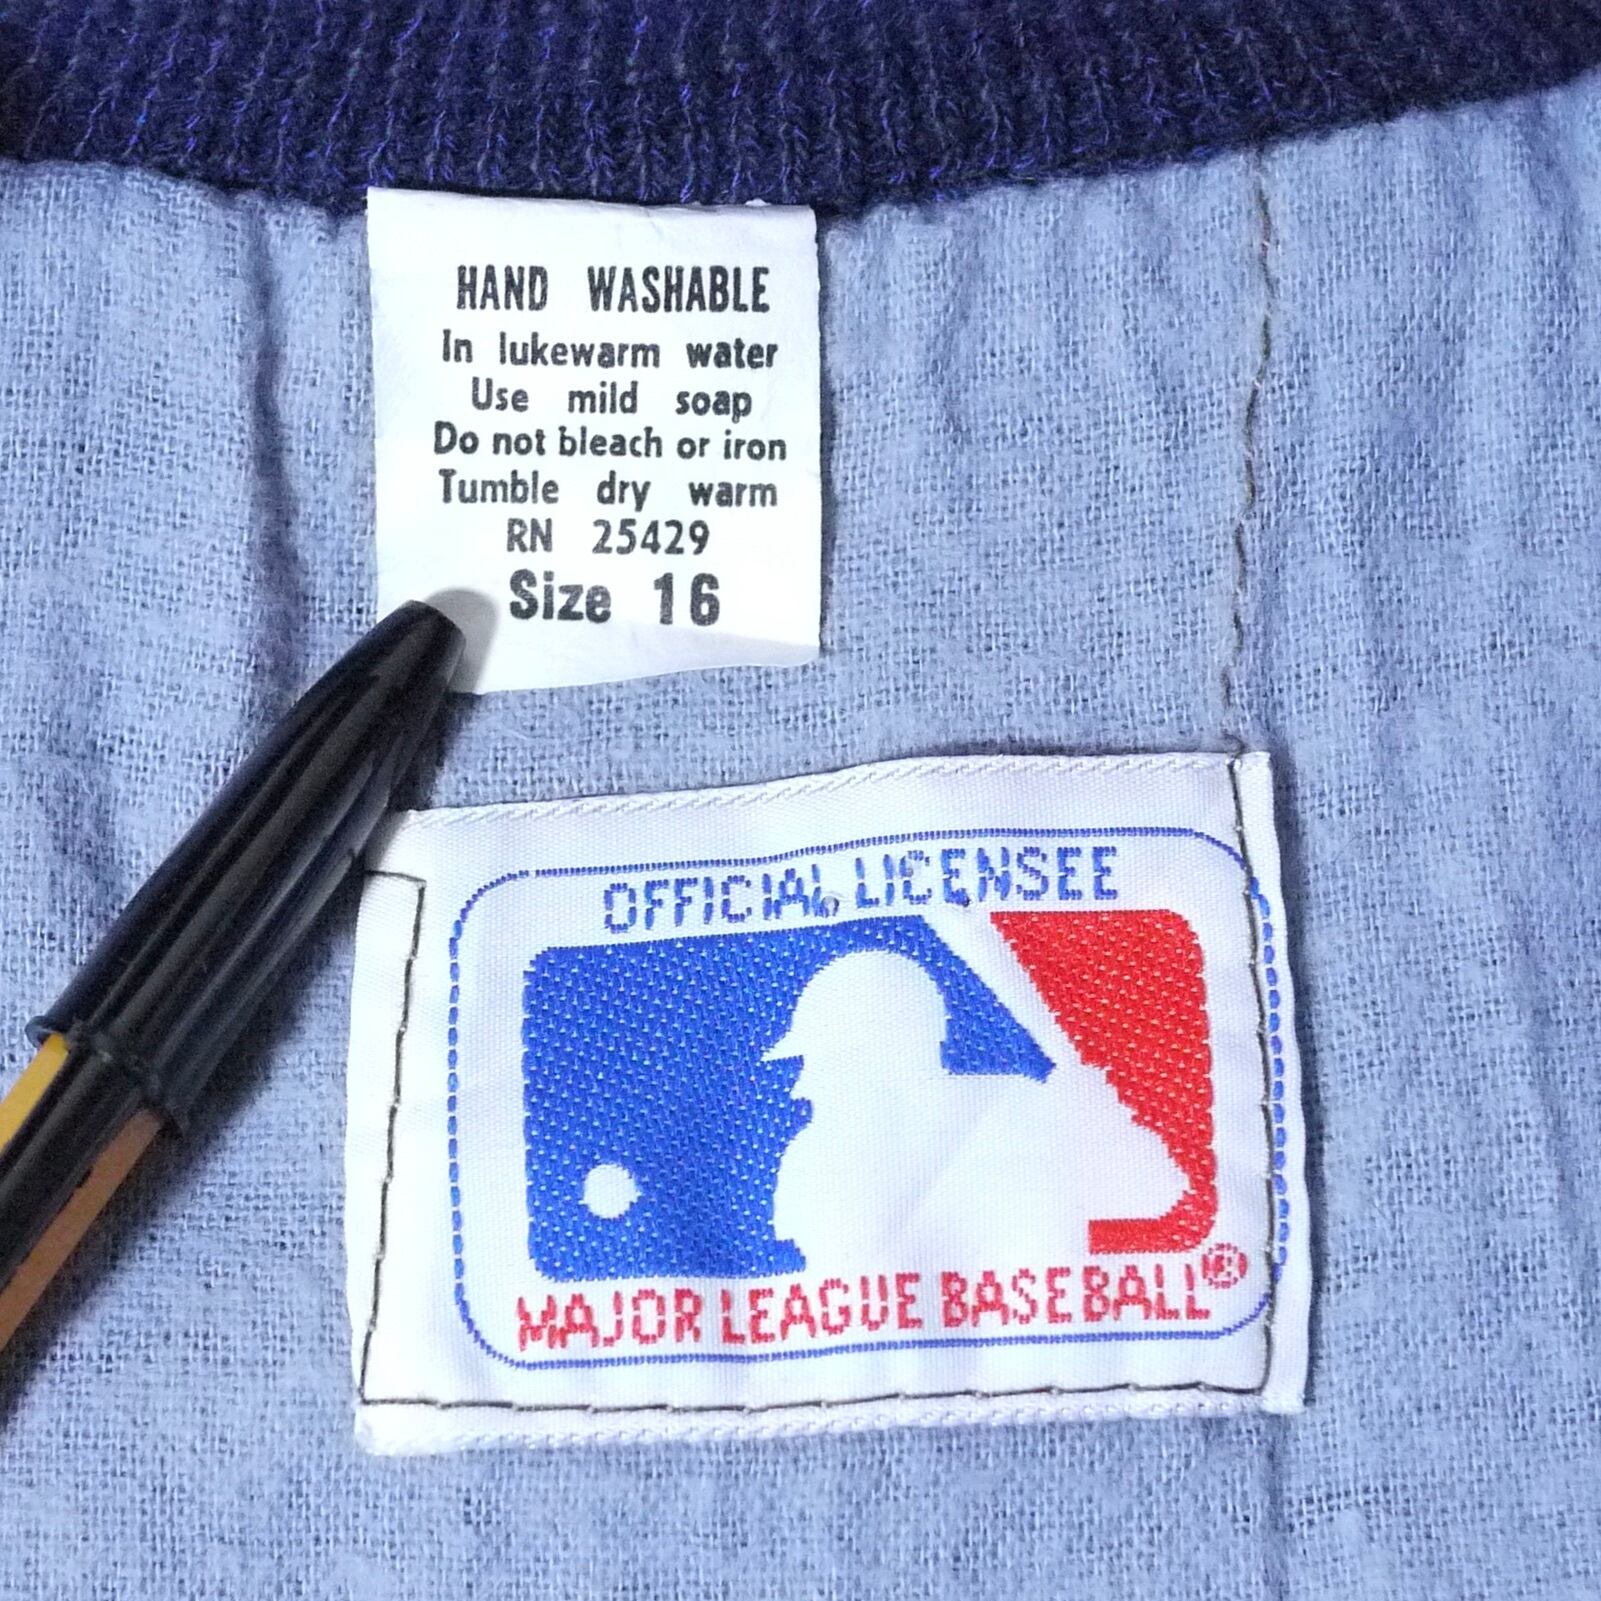 HAND WASHABLE
In lukewarm water
Use mild soap
Do not bleach or iron
Tumble dry warm
RN 25429
Size 16
OFFICIAL LICENSEE
MAJOR LEAGUE BASEBALL®